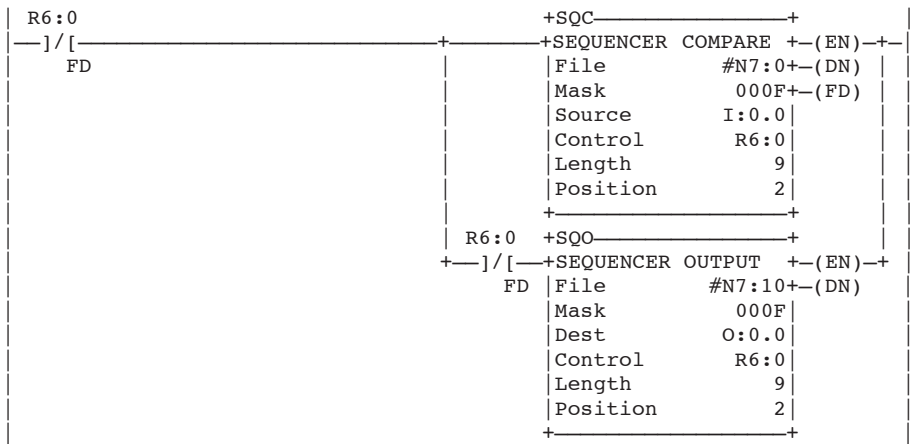 R6:0 +SQC——————————————————+
——]/[————————————————————————————+———————+SEQUENCER COMPARE +—(EN)—+—
FD File #N7:0+—(DN)
Mask 000F+—(FD)
Source I:0.0
Control R6:0
Length 9
Position 2
+——————————————————+
R6:0 +SQO——————————————————+
+——]/[——+SEQUENCER OUTPUT +—(EN)—+
FD File #N7:10+—(DN)
Mask 000F
Dest O:0.0
Control R6:0
Length 9
Position 2
+——————————————————+